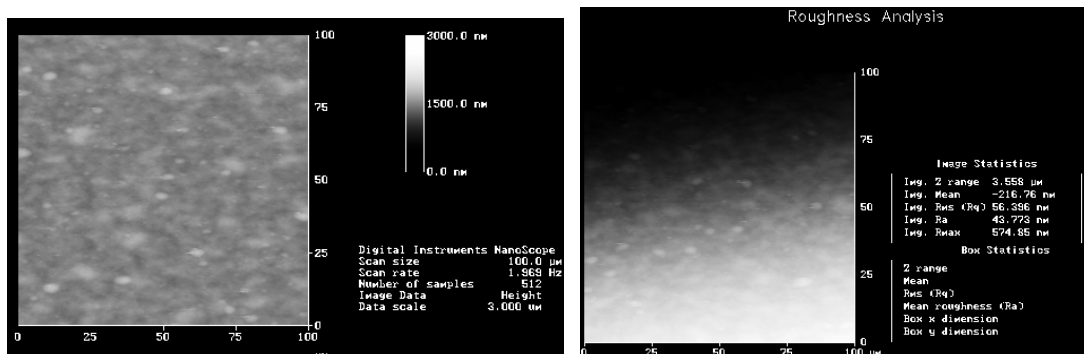 100
75
50
25
0
0 25 50 75 100
3000.0 nm
1500.0 nm
0.0 nm
Digital Instruments NanoScope
Scan size 100.0 µm
Scan rate 1.969 Hz
Number of samples 512
Image Data Height
Data scale 3.000 um
Roughness Analysis
100
75
50
25
0
0 25 50 75 100 µm
Image Statistics
Img. Z range 3.558 µm
Img. Mean -216.76 nm
Img. Rms (Rq) 56.396 nm
Img. Ra 43.773 nm
Img. Rmax 574.85 nm
Box Statistics
Z range
Mean
Rms (Rq)
Mean roughness (Ra)
Box x dimension
Box y dimension